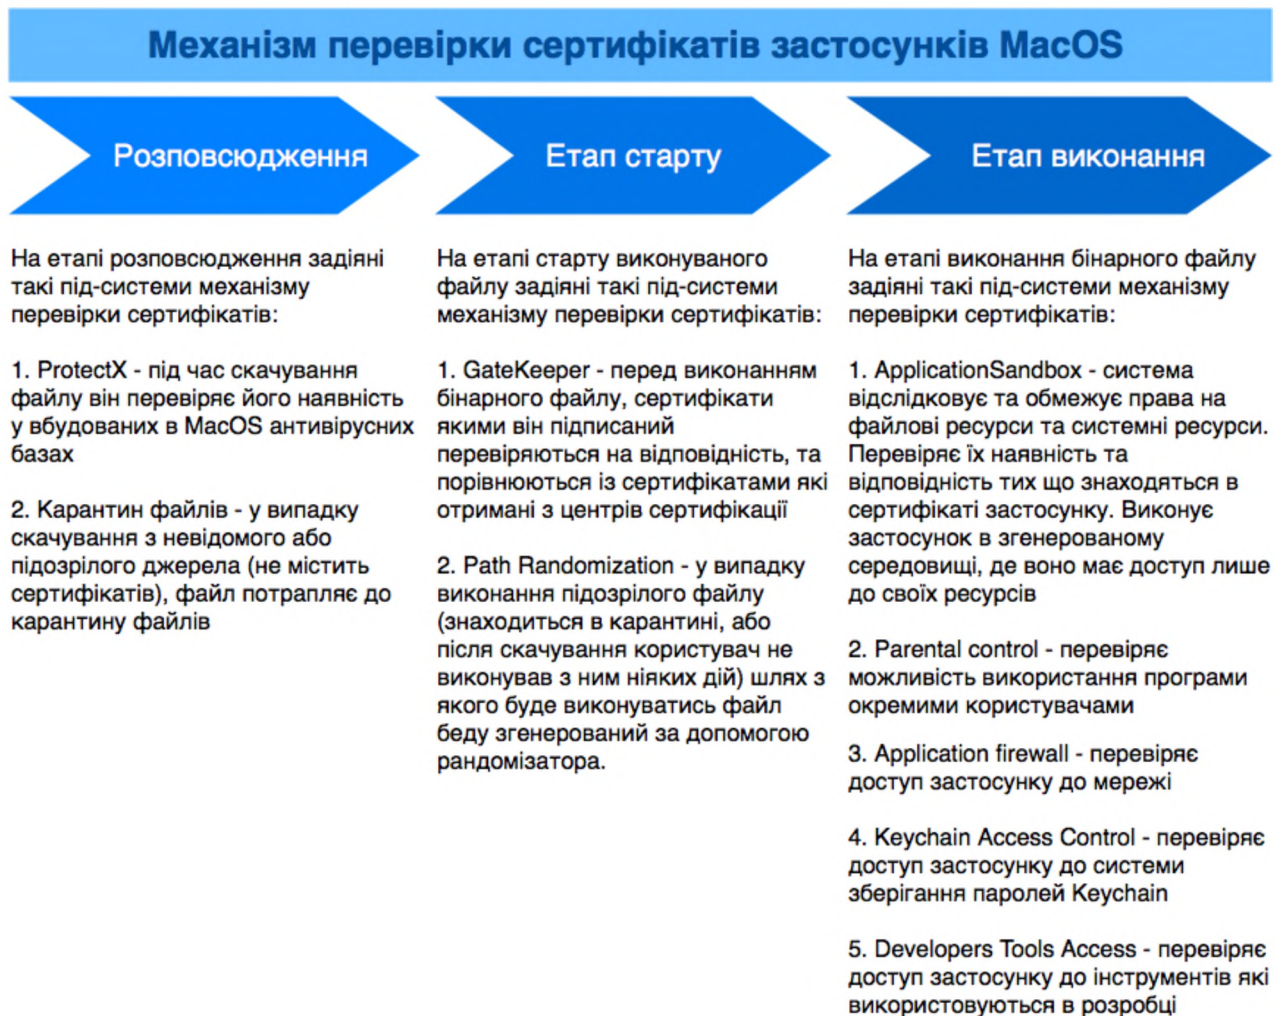 Механізм перевірки сертифікатів застосунків MacOS
Розповсюдження
Етап старту
Етап виконання
На етапі розповсюдження задіяні
такі під-системи механізму
перевірки сертифікатів:
1. ProtectX - під час скачування
файлу він перевіряє його наявність
у вбудованих в MacOS антивірусних
базах
2. Карантин файлів - у випадку
скачування з невідомого або
підозрілого джерела (не містить
сертифікатів), файл потрапляє до
карантину файлів
На етапі старту виконуваного
файлу задіяні такі під-системи
механізму перевірки сертифікатів:
1. GateKeeper - перед виконанням
бінарного файлу, сертифікати
якими він підписаний
перевіряються на відповідність, та
порівнюються із сертифікатами які
отримані з центрів сертифікації
2. Path Randomization - у випадку
виконання підозрілого файлу
(знаходиться в карантині, або
після скачування користувач не
виконував з ним ніяких дій) шлях з
якого буде виконуватись файл
беду згенерований за допомогою
рандомізатора.
На етапі виконання бінарного файлу
задіяні такі під-системи механізму
перевірки сертифікатів:
1. ApplicationSandbox - система
відслідковує та обмежує права на
файлові ресурси та системні ресурси.
Перевіряє їх наявність та
відповідність тих що знаходяться в
сертифікаті застосунку. Виконує
застосунок в згенерованому
середовищі, де воно має доступ лише
до своїх ресурсів
2. Parental control - перевіряє
можливість використання програми
окремими користувачами
3. Application firewall - перевіряє
доступ застосунку до мережі
4. Keychain Access Control - перевіряє
доступ застосунку до системи
зберігання паролей Keychain
5. Developers Tools Access - перевіряє
доступ застосунку до інструментів які
використовуються в розробці